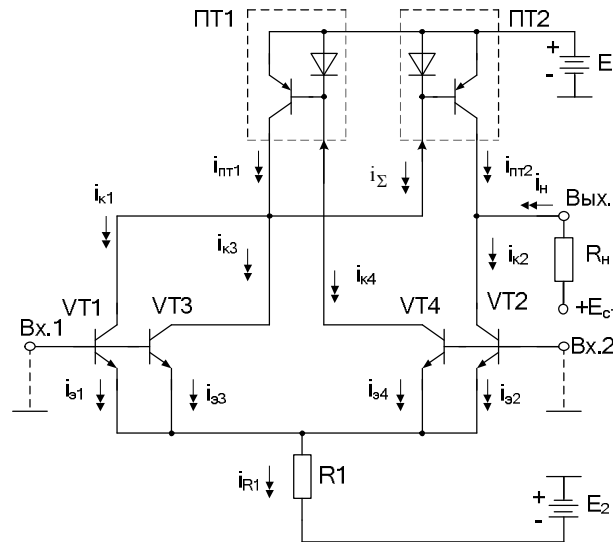 ПТ1
ПТ2
+
-
E
iпт1
iΣ
iпт2
iн
Вых.
iк1
iк3
iк4
iк2
Rн
+Eст
VT1
VT3
VT4
VT2
Вх.1
Вх.2
iэ1
iэ3
iэ4
iэ2
iR1
R1
+
-
E2